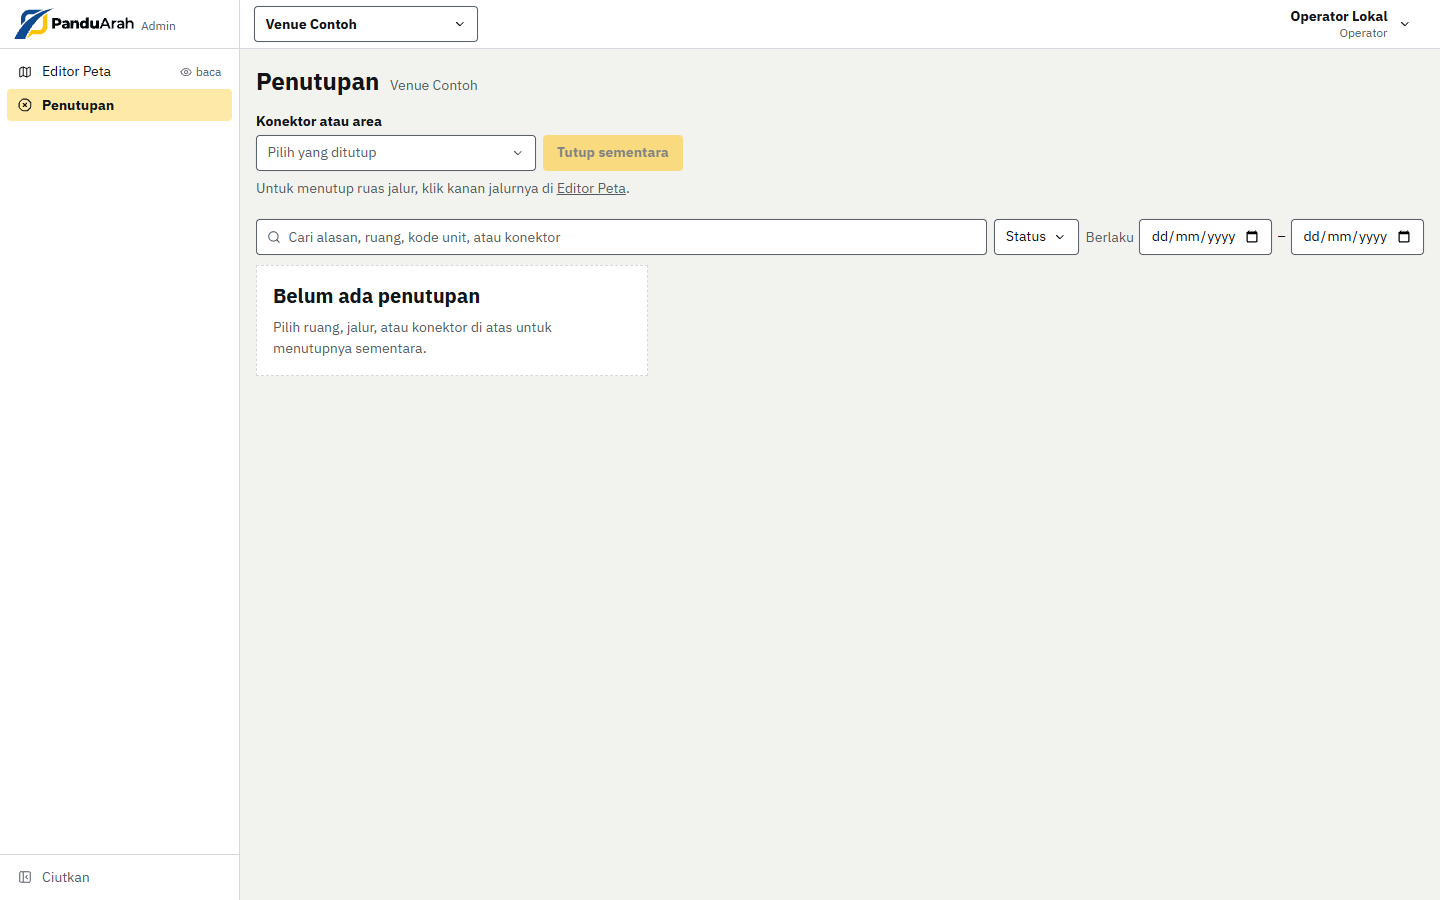 PanduArah Admin
Venue Contoh
Operator Lokal
Operator
Editor Peta
baca
Penutupan
Penutupan Venue Contoh
Konektor atau area
Pilih yang ditutup
Tutup sementara
Untuk menutup ruas jalur, klik kanan jalurnya di Editor Peta.
Cari alasan, ruang, kode unit, atau konektor
Status
Berlaku
dd/mm/yyyy
–
dd/mm/yyyy
Belum ada penutupan
Pilih ruang, jalur, atau konektor di atas untuk
menutupnya sementara.
Ciutkan